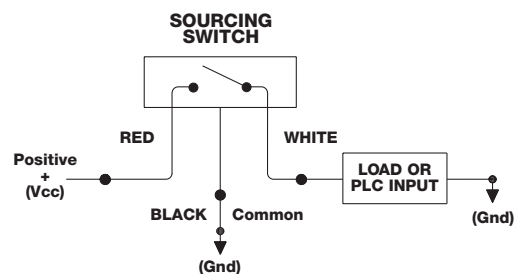 SOURCING
SWITCH
RED
WHITE
Positive
+
(Vcc)
LOAD OR
PLC INPUT
BLACK
Common
(Gnd)
(Gnd)